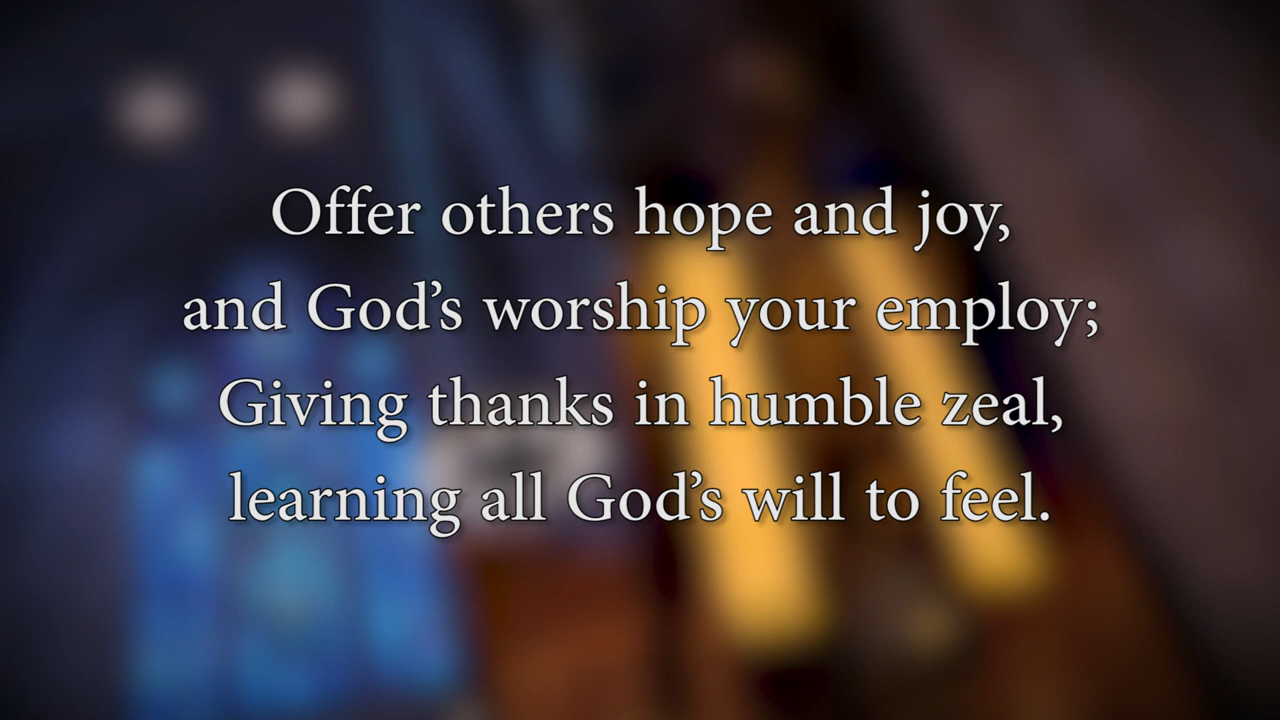 Offer others hope and joy,
and God’s worship your employ;
Giving thanks in humble zeal,
learning all God’s will to feel.